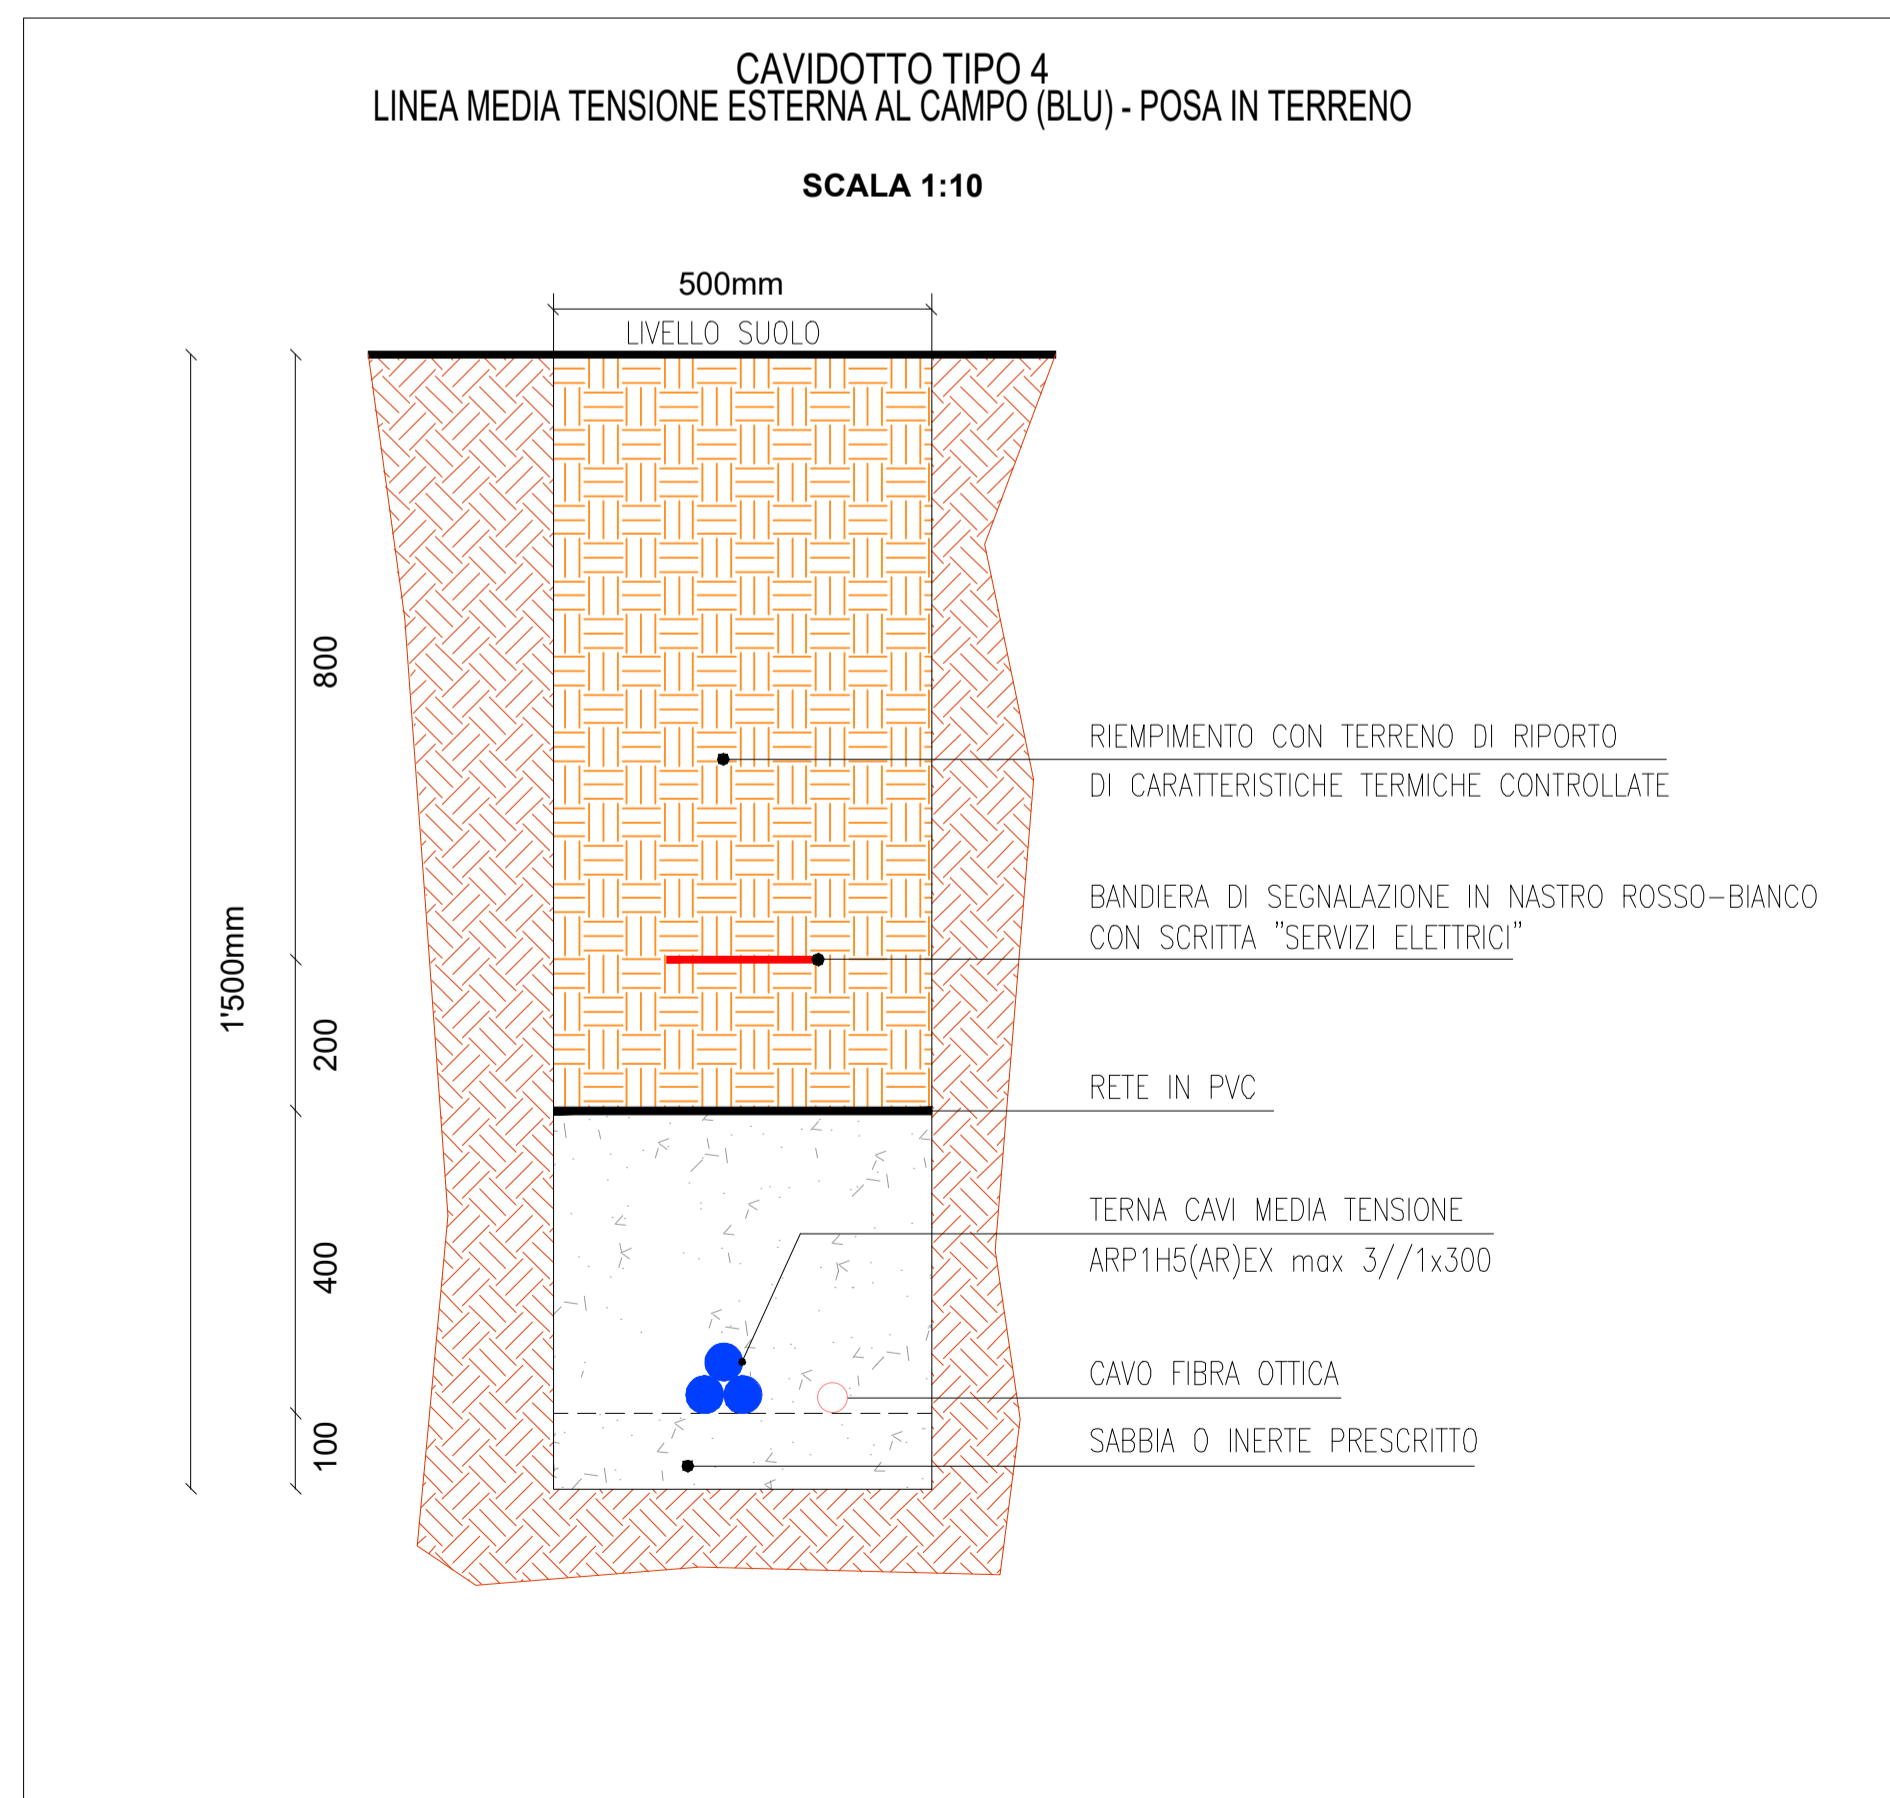 CAVIDOTTO TIPO 4
LINEA MEDIA TENSIONE ESTERNA AL CAMPO (BLU) - POSA IN TERRENO
SCALA 1:10
500mm
LIVELLO SUOLO
800
RIEMPIMENTO CON TERRENO DI RIPORTO
DI CARATTERISTICHE TERMICHE CONTROLLATE
BANDIERA DI SEGNALAZIONE IN NASTRO ROSSO-BIANCO
CON SCRITTA "SERVIZI ELETTRICI"
1'500mm
200
RETE IN PVC
TERNA CAVI MEDIA TENSIONE
ARP1H5(AR)EX max 3//1x300
400
CAVO FIBRA OTTICA
100
SABBIA O INERTE PRESCRITTO